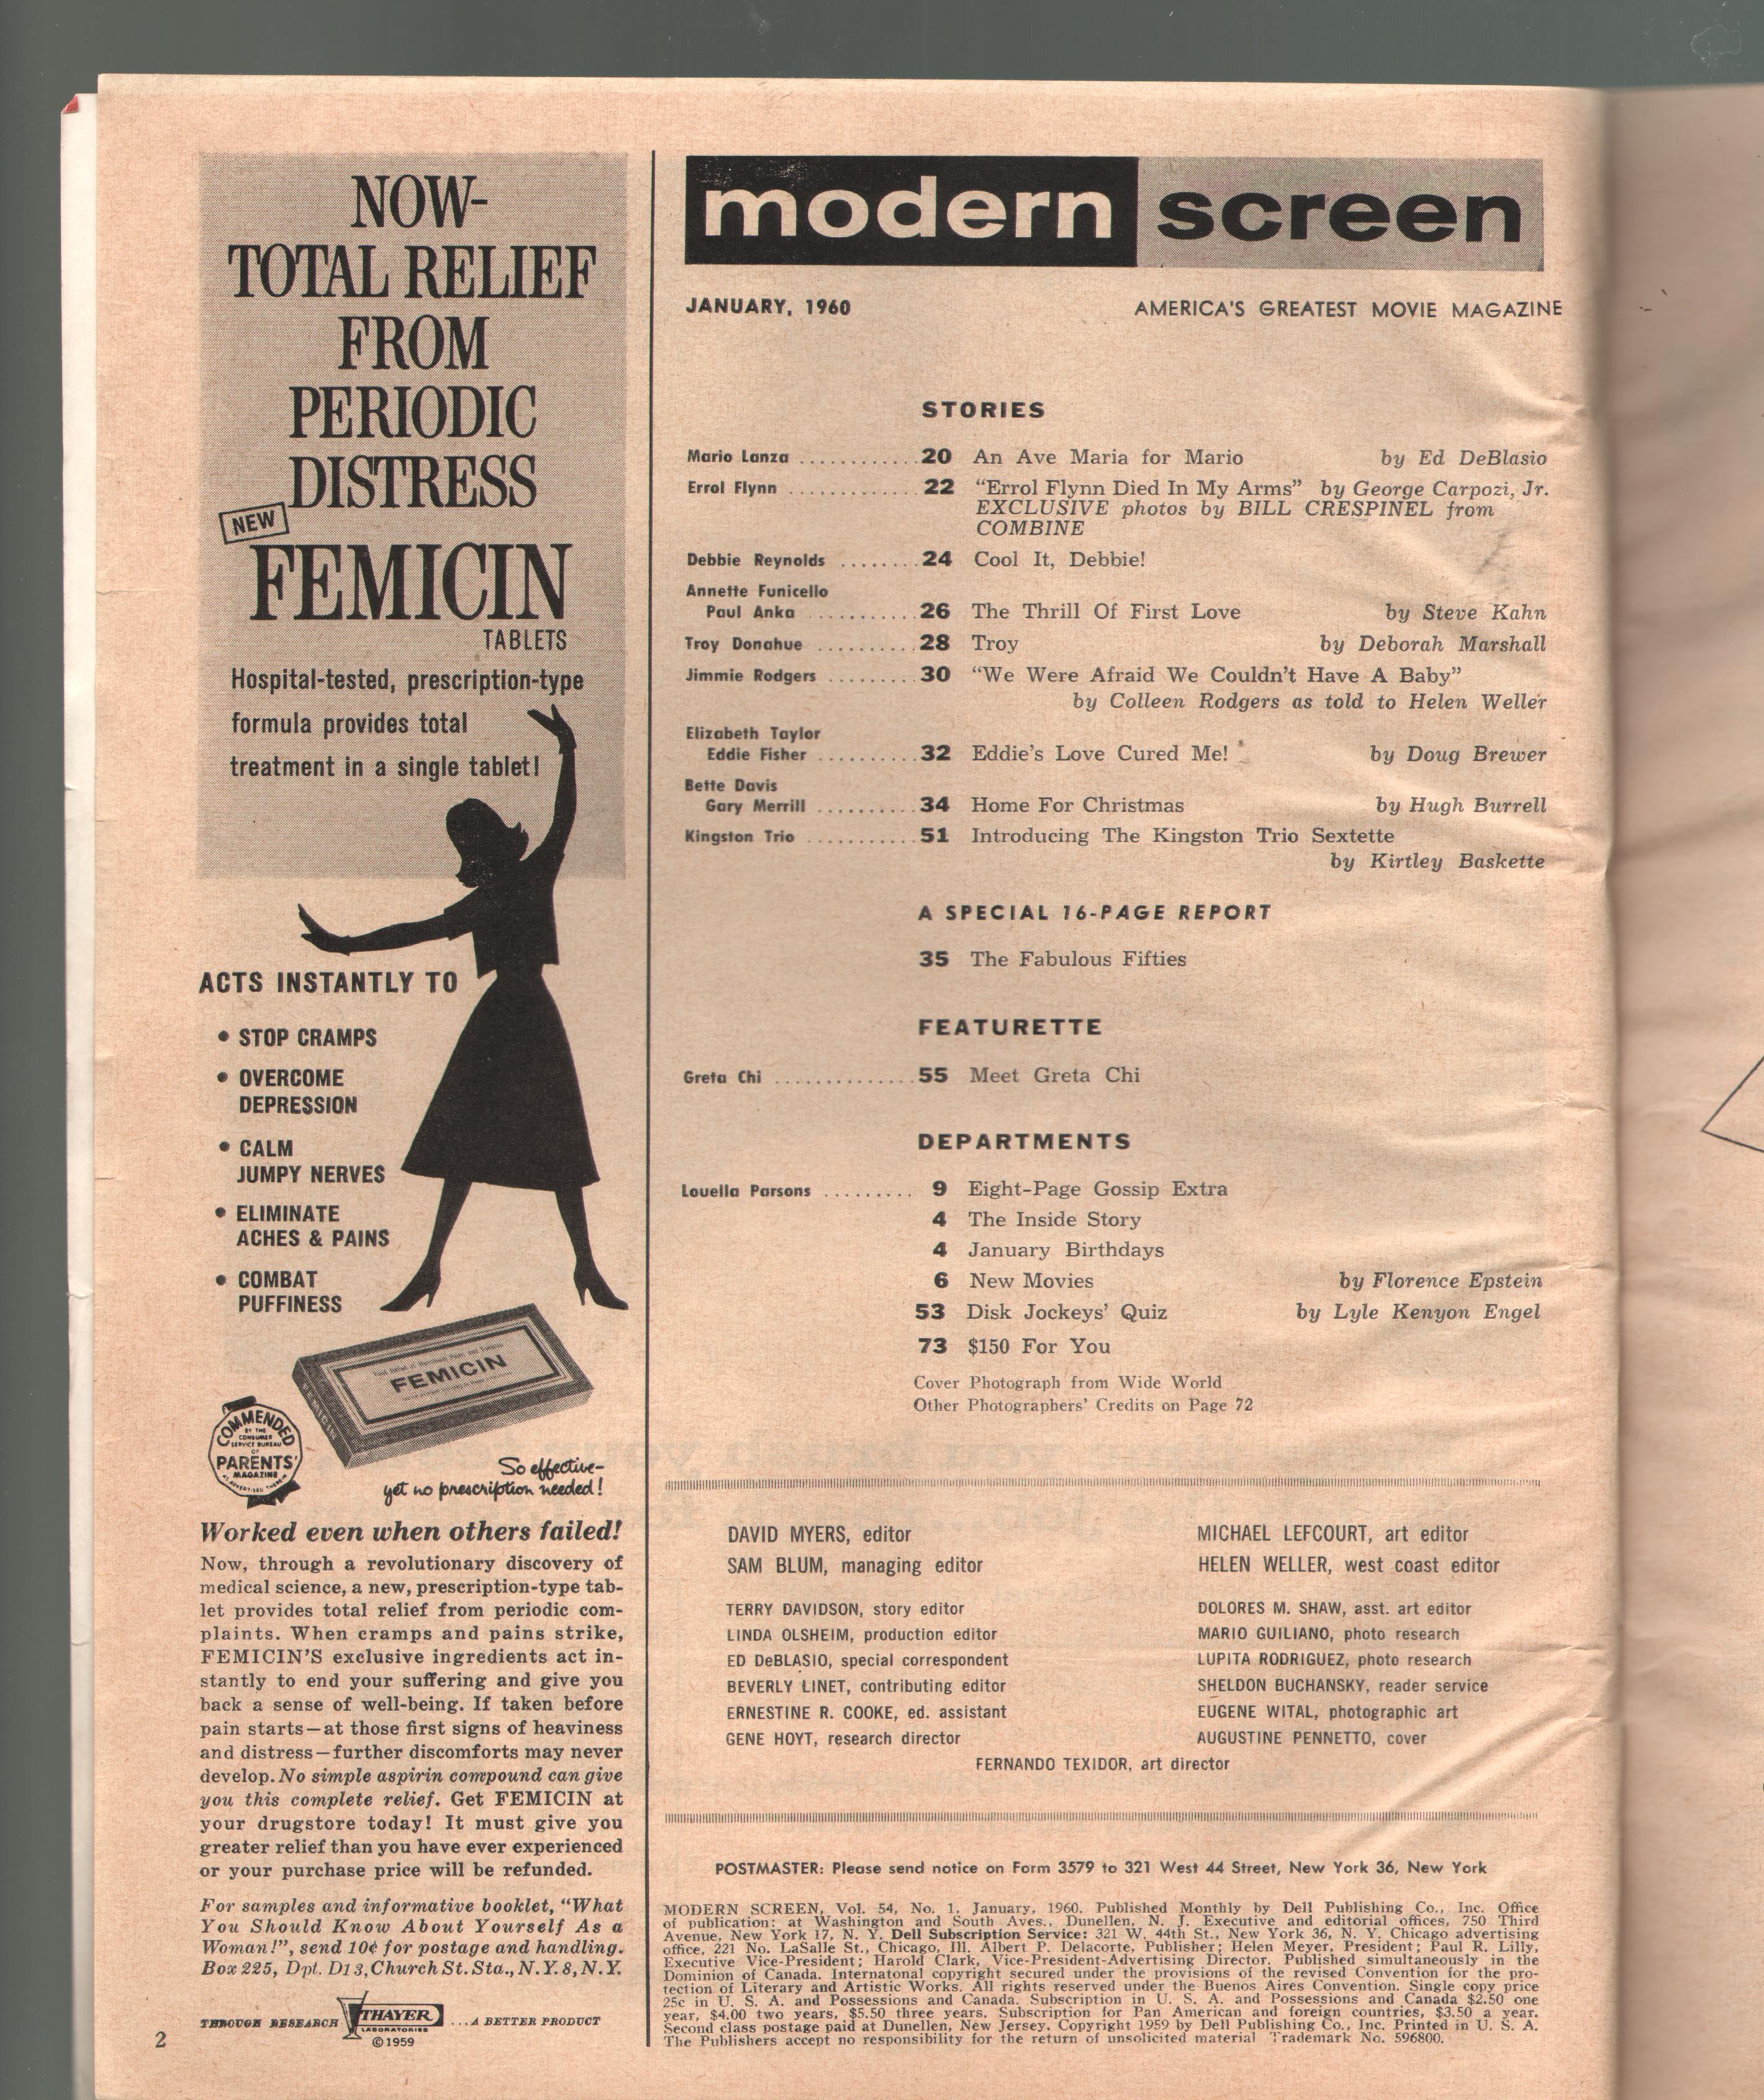 NOW-
TOTAL RELIEF
FROM
PERIODIC
DISTRESS
NEW
FEMICIN
TABLETS
Hospital-tested, prescription-type
formula provides total
treatment in a single tablet!
ACTS INSTANTLY TO
• STOP CRAMPS
• OVERCOME
DEPRESSION
• CALM
JUMPY NERVES
• ELIMINATE
ACHES & PAINS
• COMBAT
PUFFINESS
FEMICIN
FEMICIN
COMMENDED
BY THE
CONSUMER
SERVICE BUREAU
OF
PARENTS'
MAGAZINE
AS ADVERTISED THEREIN
So effective-
yet no prescription needed!
Worked even when others failed!
Now, through a revolutionary discovery of
medical science, a new, prescription-type tab-
let provides total relief from periodic com-
plaints. When cramps and pains strike,
FEMICIN'S exclusive ingredients act in-
stantly to end your suffering and give you
back a sense of well-being. If taken before
pain starts—at those first signs of heaviness
and distress—further discomforts may never
develop. No simple aspirin compound can give
you this complete relief. Get FEMICIN at
your drugstore today! It must give you
greater relief than you have ever experienced
or your purchase price will be refunded.
For samples and informative booklet, “What
You Should Know About Yourself As a
Woman!”, send 10¢ for postage and handling.
Box 225, Dpt. D13, Church St. Sta., N.Y. 8, N.Y.
THROUGH RESEARCH THAYER LABORATORIES ...A BETTER PRODUCT
©1959
2
modern screen
JANUARY, 1960 AMERICA'S GREATEST MOVIE MAGAZINE
STORIES
Mario Lanza ............ 20 An Ave Maria for Mario by Ed DeBlasio
Errol Flynn ............. 22 “Errol Flynn Died In My Arms” by George Carpozi, Jr.
EXCLUSIVE photos by BILL CRESPINEL from
COMBINE
Debbie Reynolds ........ 24 Cool It, Debbie!
Annette Funicello
Paul Anka ........... 26 The Thrill Of First Love by Steve Kahn
Troy Donahue .......... 28 Troy by Deborah Marshall
Jimmie Rodgers ......... 30 “We Were Afraid We Couldn't Have A Baby”
by Colleen Rodgers as told to Helen Weller
Elizabeth Taylor
Eddie Fisher .......... 32 Eddie's Love Cured Me! by Doug Brewer
Bette Davis
Gary Merrill .......... 34 Home For Christmas by Hugh Burrell
Kingston Trio ........... 51 Introducing The Kingston Trio Sextette
by Kirtley Baskette
A SPECIAL 16-PAGE REPORT
35 The Fabulous Fifties
FEATURETTE
Greta Chi .............. 55 Meet Greta Chi
DEPARTMENTS
Louella Parsons ......... 9 Eight-Page Gossip Extra
4 The Inside Story
4 January Birthdays
6 New Movies by Florence Epstein
53 Disk Jockeys' Quiz by Lyle Kenyon Engel
73 $150 For You
Cover Photograph from Wide World
Other Photographers' Credits on Page 72
DAVID MYERS, editor
SAM BLUM, managing editor
TERRY DAVIDSON, story editor
LINDA OLSHEIM, production editor
ED DeBLASIO, special correspondent
BEVERLY LINET, contributing editor
ERNESTINE R. COOKE, ed. assistant
GENE HOYT, research director
MICHAEL LEFCOURT, art editor
HELEN WELLER, west coast editor
DOLORES M. SHAW, asst. art editor
MARIO GUILIANO, photo research
LUPITA RODRIGUEZ, photo research
SHELDON BUCHANSKY, reader service
EUGENE WITAL, photographic art
AUGUSTINE PENNETTO, cover
FERNANDO TEXIDOR, art director
POSTMASTER: Please send notice on Form 3579 to 321 West 44 Street, New York 36, New York
MODERN SCREEN, Vol. 54, No. 1, January, 1960. Published Monthly by Dell Publishing Co., Inc. Office
of publication: at Washington and South Aves., Dunellen, N. J. Executive and editorial offices, 750 Third
Avenue, New York 17, N. Y. Dell Subscription Service: 321 W. 44th St., New York 36, N. Y. Chicago advertising
office, 221 No. LaSalle St., Chicago, Ill. Albert P. Delacorte, Publisher; Helen Meyer, President; Paul R. Lilly,
Executive Vice-President; Harold Clark, Vice-President-Advertising Director. Published simultaneously in the
Dominion of Canada. Internatonal copyright secured under the provisions of the revised Convention for the pro-
tection of Literary and Artistic Works. All rights reserved under the Buenos Aires Convention. Single copy price
25c in U. S. A. and Possessions and Canada. Subscription in U. S. A. and Possessions and Canada $2.50 one
year, $4.00 two years, $5.50 three years. Subscription for Pan American and foreign countries, $3.50 a year.
Second class postage paid at Dunellen, New Jersey. Copyright 1959 by Dell Publishing Co., Inc. Printed in U. S. A.
The Publishers accept no responsibility for the return of unsolicited material Trademark No. 596800.